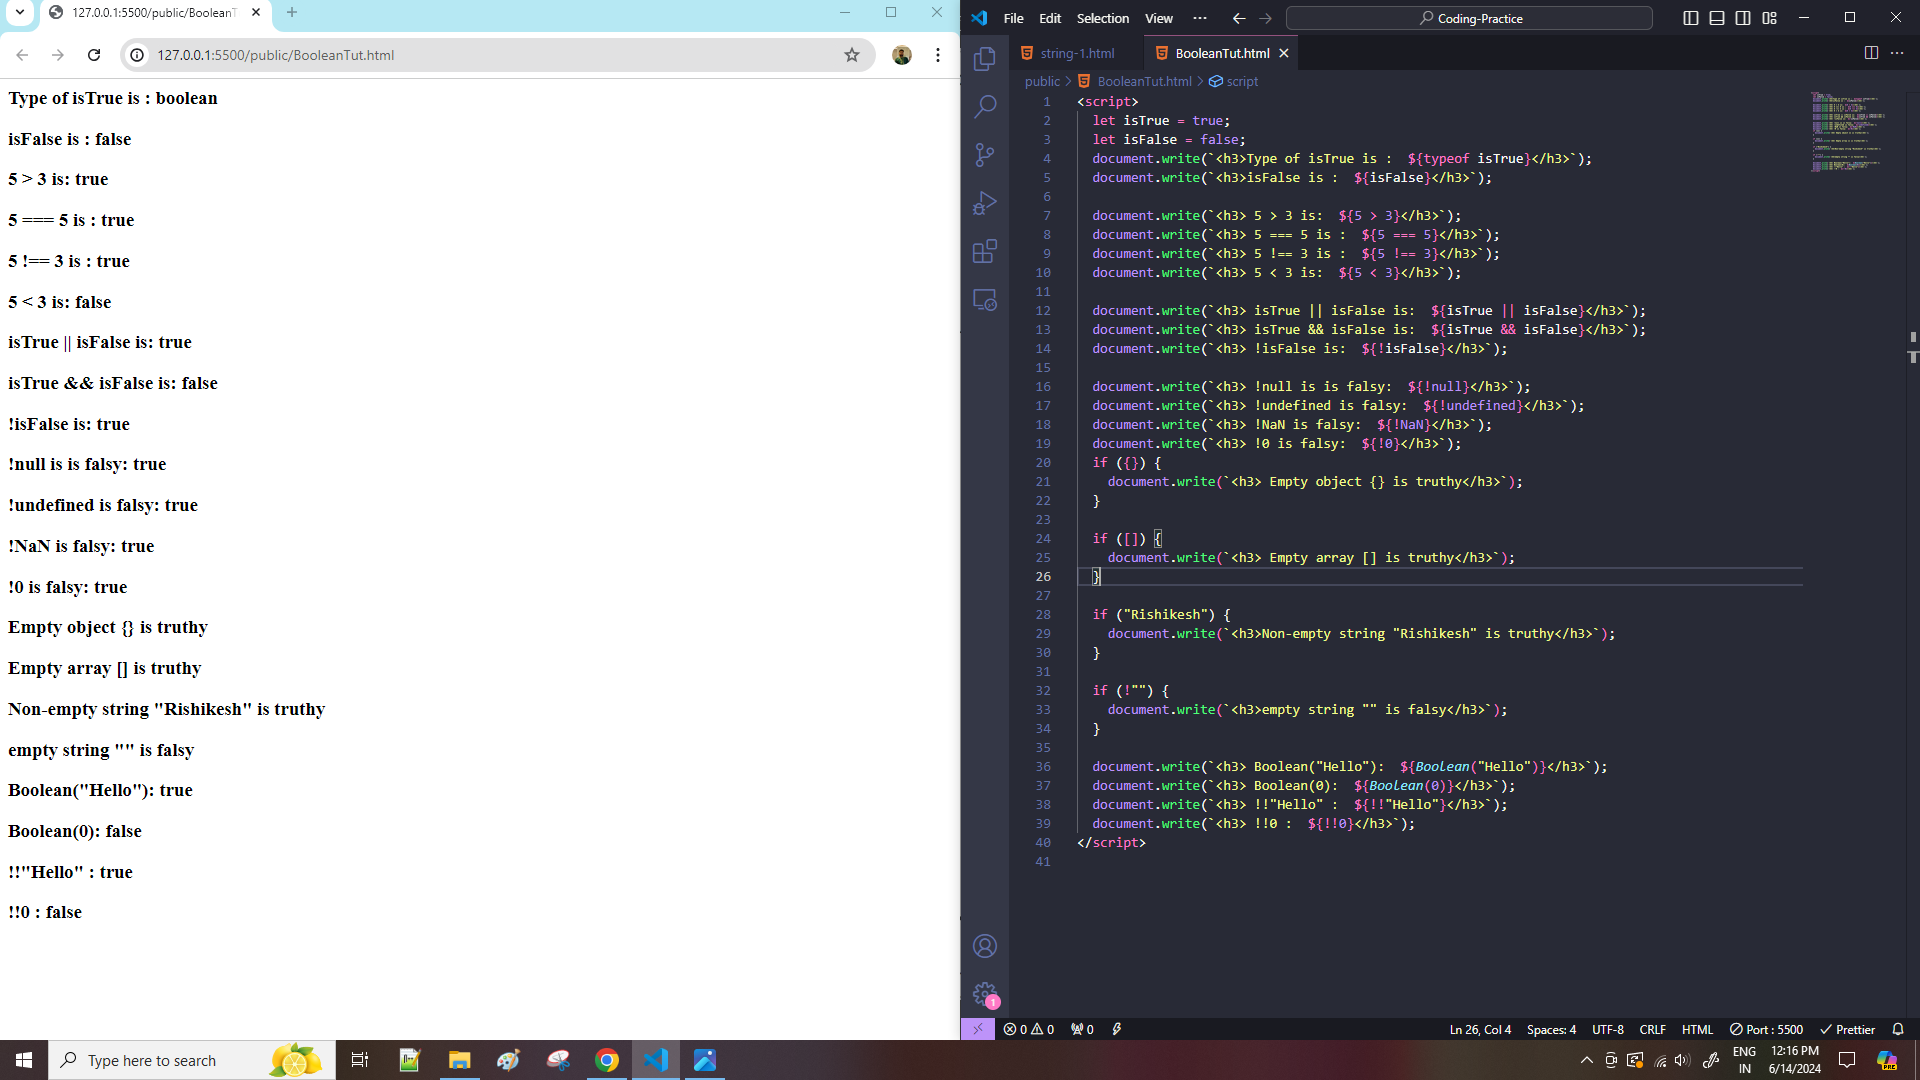 127.0.0.1:5500/public/BooleanT
127.0.0.1:5500/public/BooleanTut.html
Type of isTrue is : boolean
isFalse is : false
5 > 3 is: true
5 === 5 is : true
5 !== 3 is : true
5 < 3 is: false
isTrue || isFalse is: true
isTrue && isFalse is: false
!isFalse is: true
!null is is falsy: true
!undefined is falsy: true
!NaN is falsy: true
!0 is falsy: true
Empty object {} is truthy
Empty array [] is truthy
Non-empty string "Rishikesh" is truthy
empty string "" is falsy
Boolean("Hello"): true
Boolean(0): false
!!"Hello" : true
!!0 : false
File Edit Selection View ··· Coding-Practice
string-1.html BooleanTut.html
public > BooleanTut.html > script
1 <script>
2 let isTrue = true;
3 let isFalse = false;
4 document.write(`<h3>Type of isTrue is :  ${typeof isTrue}</h3>`);
5 document.write(`<h3>isFalse is :  ${isFalse}</h3>`);
6
7 document.write(`<h3> 5 > 3 is:  ${5 > 3}</h3>`);
8 document.write(`<h3> 5 === 5 is :  ${5 === 5}</h3>`);
9 document.write(`<h3> 5 !== 3 is :  ${5 !== 3}</h3>`);
10 document.write(`<h3> 5 < 3 is:  ${5 < 3}</h3>`);
11
12 document.write(`<h3> isTrue || isFalse is:  ${isTrue || isFalse}</h3>`);
13 document.write(`<h3> isTrue && isFalse is:  ${isTrue && isFalse}</h3>`);
14 document.write(`<h3> !isFalse is:  ${!isFalse}</h3>`);
15
16 document.write(`<h3> !null is is falsy:  ${!null}</h3>`);
17 document.write(`<h3> !undefined is falsy:  ${!undefined}</h3>`);
18 document.write(`<h3> !NaN is falsy:  ${!NaN}</h3>`);
19 document.write(`<h3> !0 is falsy:  ${!0}</h3>`);
20 if ({}) {
21 document.write(`<h3> Empty object {} is truthy</h3>`);
22 }
23
24 if ([]) {
25 document.write(`<h3> Empty array [] is truthy</h3>`);
26 }
27
28 if ("Rishikesh") {
29 document.write(`<h3>Non-empty string "Rishikesh" is truthy</h3>`);
30 }
31
32 if (!"") {
33 document.write(`<h3>empty string "" is falsy</h3>`);
34 }
35
36 document.write(`<h3> Boolean("Hello"):  ${Boolean("Hello")}</h3>`);
37 document.write(`<h3> Boolean(0):  ${Boolean(0)}</h3>`);
38 document.write(`<h3> !!"Hello" :  ${!!"Hello"}</h3>`);
39 document.write(`<h3> !!0 :  ${!!0}</h3>`);
40 </script>
41
1
0 0 0 Ln 26, Col 4 Spaces: 4 UTF-8 CRLF HTML Port : 5500 Prettier
Type here to search
ENG 12:16 PM
IN 6/14/2024
PRE